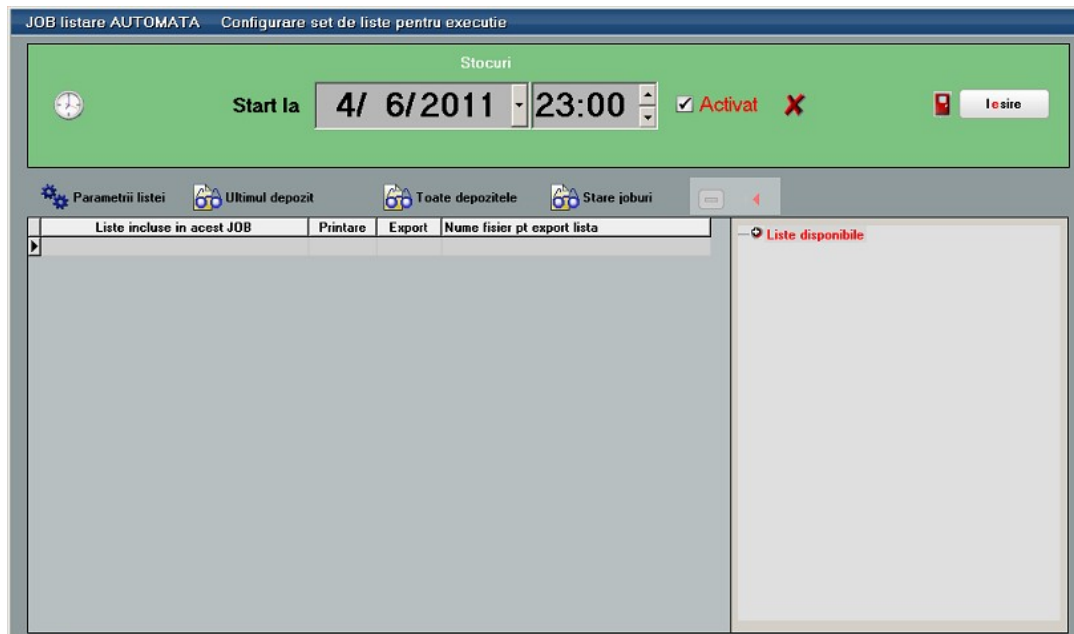 JOB listare AUTOMATA Configurare set de liste pentru executie
Stocuri
Start la 4/ 6/2011 23:00 Activat Iesire
Parametrii listei Ultimul depozit Toate depozitele Stare joburi
Liste incluse in acest JOB Printare Export Nume fisier pt export lista
Liste disponibile